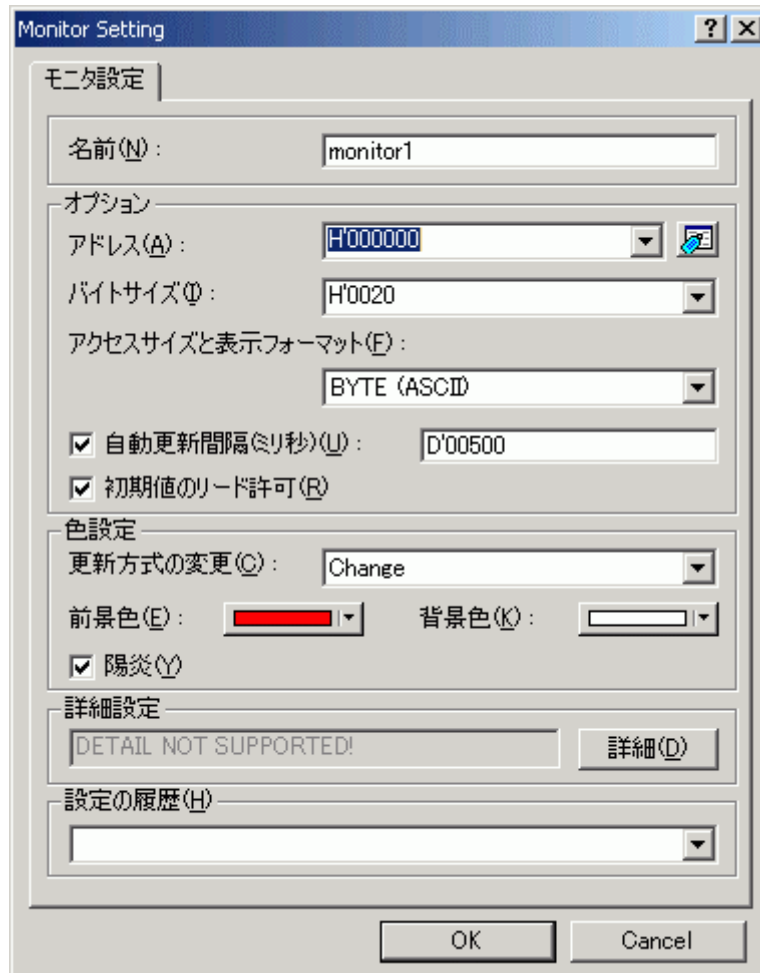 Monitor Setting
モニタ設定
名前(N) : monitor1
オプション
アドレス(A) : H'000000
バイトサイズ(I) : H'0020
アクセスサイズと表示フォーマット(F) :
BYTE (ASCII)
自動更新間隔(ミリ秒)(U) : D'00500
初期値のリード許可(R)
色設定
更新方式の変更(C) : Change
前景色(E) : 背景色(K) :
陽炎(Y)
詳細設定
DETAIL NOT SUPPORTED! 詳細(D)
設定の履歴(H)
OK Cancel